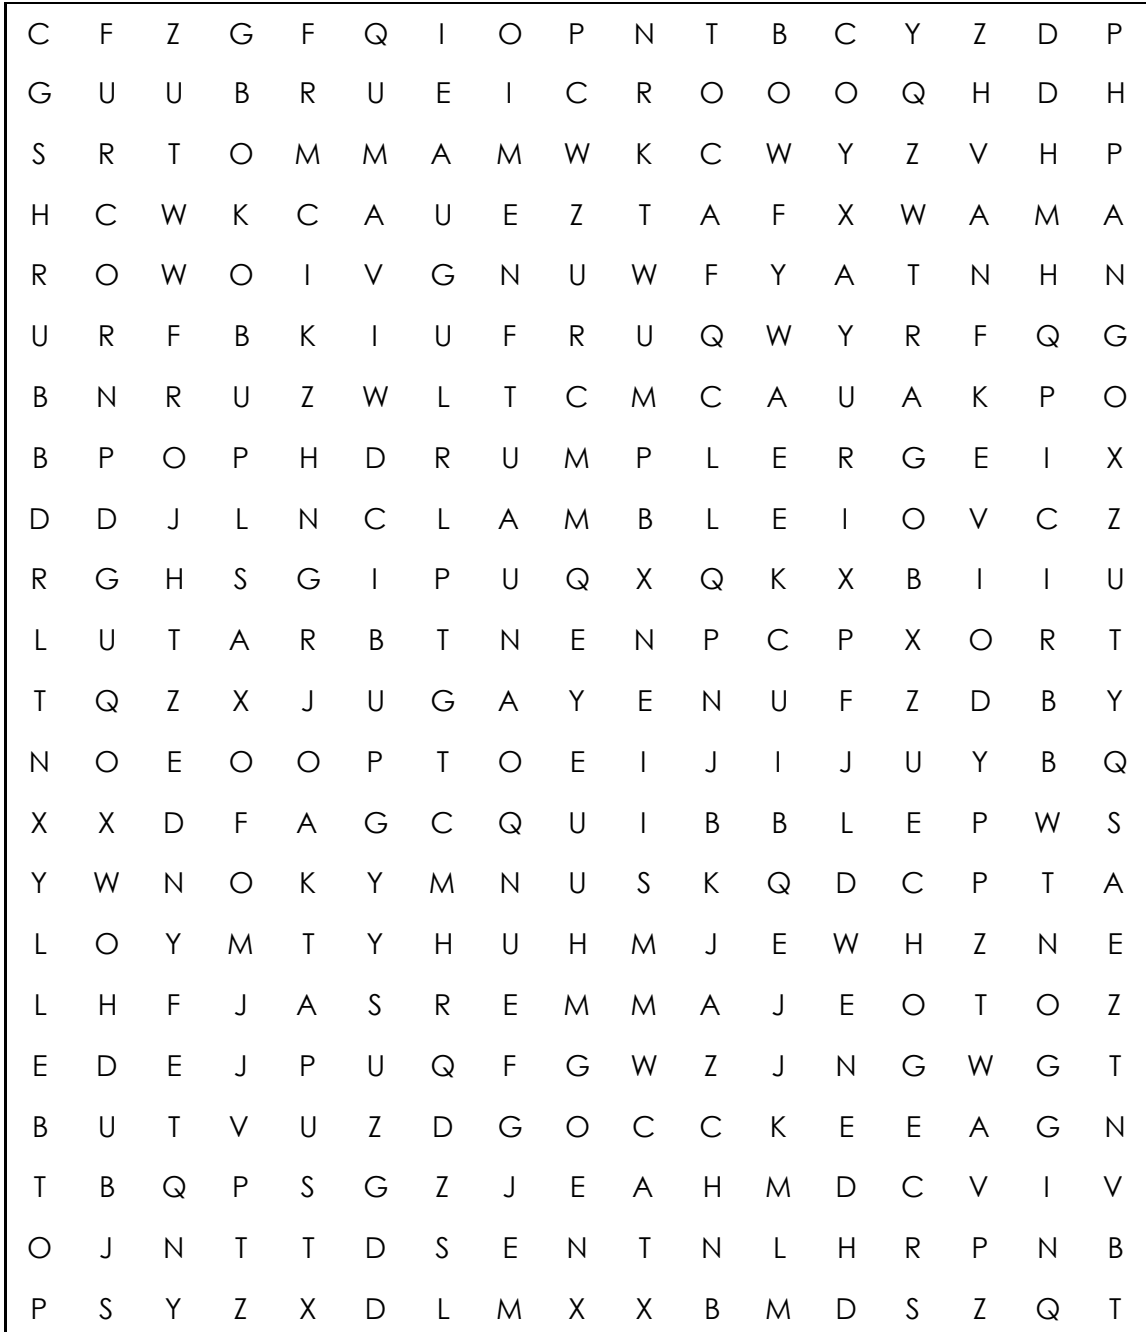 C F Z G F Q I O P N T B C Y Z D P
G U U B R U E I C R O O O Q H D H
S R T O M M A M W K C W Y Z V H P
H C W K C A U E Z T A F X W A M A
R O W O I V G N U W F Y A T N H N
U R F B K I U F R U Q W Y R F Q G
B N R U Z W L T C M C A U A K P O
B P O P H D R U M P L E R G E I X
D D J L N C L A M B L E I O V C Z
R G H S G I P U Q X Q K X B I I U
L U T A R B T N E N P C P X O R T
T Q Z X J U G A Y E N U F Z D B Y
N O E O O P T O E I J I J U Y B Q
X X D F A G C Q U I B B L E P W S
Y W N O K Y M N U S K Q D C P T A
L O Y M T Y H U H M J E W H Z N E
L H F J A S R E M M A J E O T O Z
E D E J P U Q F G W Z J N G W G T
B U T V U Z D G O C C K E E A G N
T B Q P S G Z J E A H M D C V I V
O J N T T D S E N T N L H R P N B
P S Y Z X D L M X X B M D S Z Q T